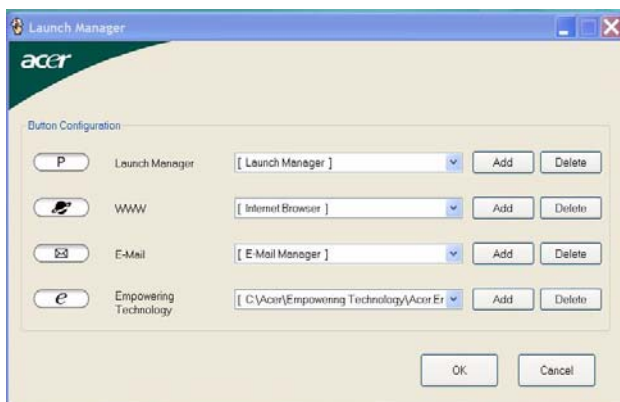 Launch Manager
acer
Button Configuration
P Launch Manager [ Launch Manager ] Add Delete
WWW [ Internet Browser ] Add Delete
E-Mail [ E-Mail Manager ] Add Delete
e Empowering Technology [ C:\Acer\Empowering Technology\Acer.Er Add Delete
OK Cancel